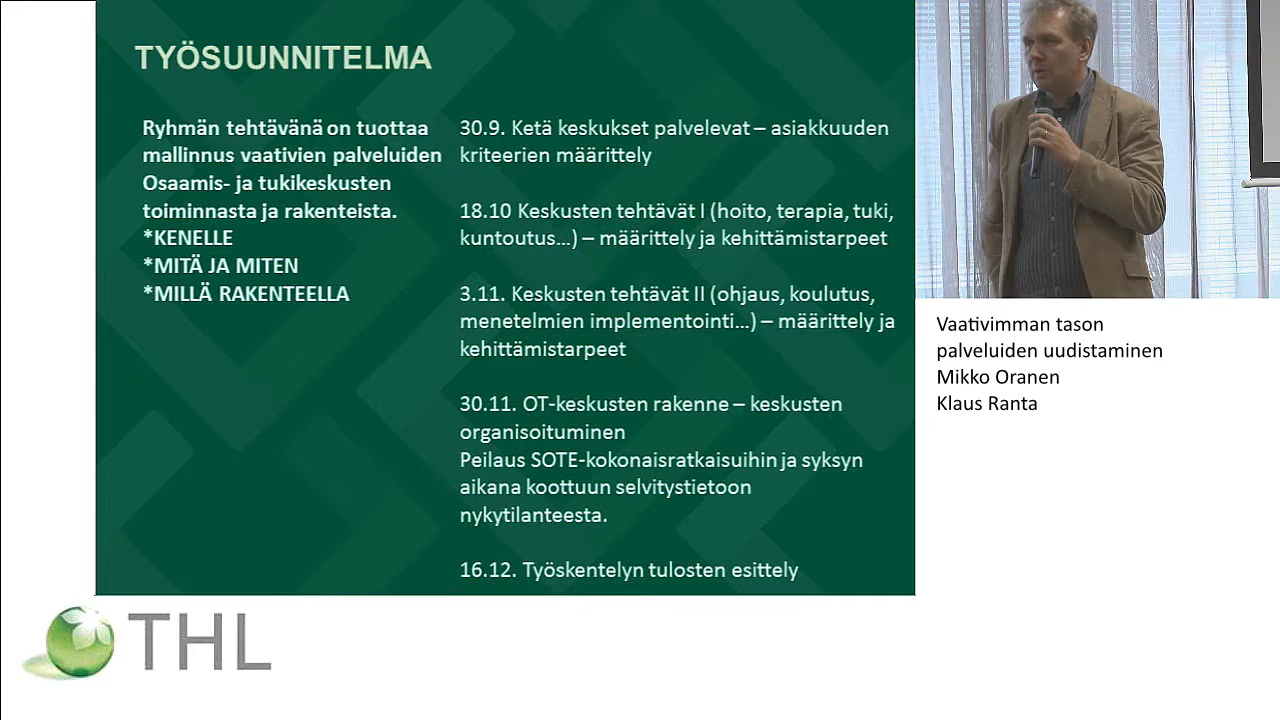 TYÖSUUNNITELMA
Ryhmän tehtävänä on tuottaa
mallinnus vaativien palveluiden
Osaamis- ja tukikeskusten
toiminnasta ja rakenteista.
*KENELLE
*MITÄ JA MITEN
*MILLÄ RAKENTEELLA
30.9. Ketä keskukset palvelevat – asiakkuuden
kriteerien määrittely
18.10 Keskusten tehtävät I (hoito, terapia, tuki,
kuntoutus...) – määrittely ja kehittämistarpeet
3.11. Keskusten tehtävät II (ohjaus, koulutus,
menetelmien implementointi...) – määrittely ja
kehittämistarpeet
30.11. OT-keskusten rakenne – keskusten
organisoituminen
Peilaus SOTE-kokonaisratkaisuihin ja syksyn
aikana koottuun selvitystietoon
nykytilanteesta.
16.12. Työskentelyn tulosten esittely
Vaativimman tason
palveluiden uudistaminen
Mikko Oranen
Klaus Ranta
THL